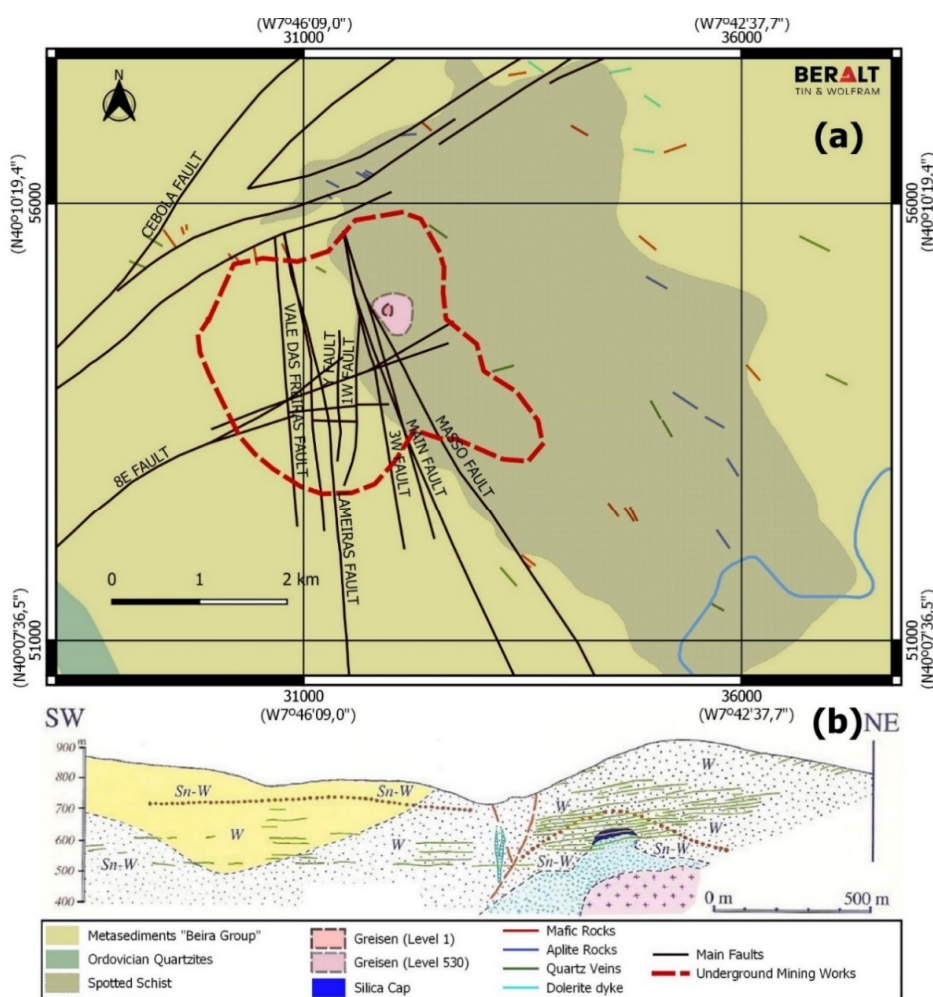 (W7º46'09,0")
31000
(W7º42'37,7")
36000
N
BERALT
TIN & WOLFRAM
(a)
CEBOLA FAULT
59000
(N40º10'19,4")
56000
(N40º10'19,4")
VALE DAS FREIRAS FAULT
Y FAULT
1W FAULT
3W FAULT
MAIN FAULT
MASSO FAULT
8E FAULT
LAMEIRAS FAULT
0 1 2 km
51000
(N40º07'36,5")
51000
(N40º07'36,5")
31000
(W7º46'09,0")
36000
(W7º42'37,7")
SW
(b)
NE
900 m
800
700
600
500
400
Sn-W
Sn-W
W
Sn-W
W
W
W
W
Sn-W
Sn-W
0 m 500 m
Metasediments "Beira Group"
Ordovician Quartzites
Spotted Schist
Greisen (Level 1)
Greisen (Level 530)
Silica Cap
Mafic Rocks
Aplite Rocks
Quartz Veins
Dolerite dyke
Main Faults
Underground Mining Works